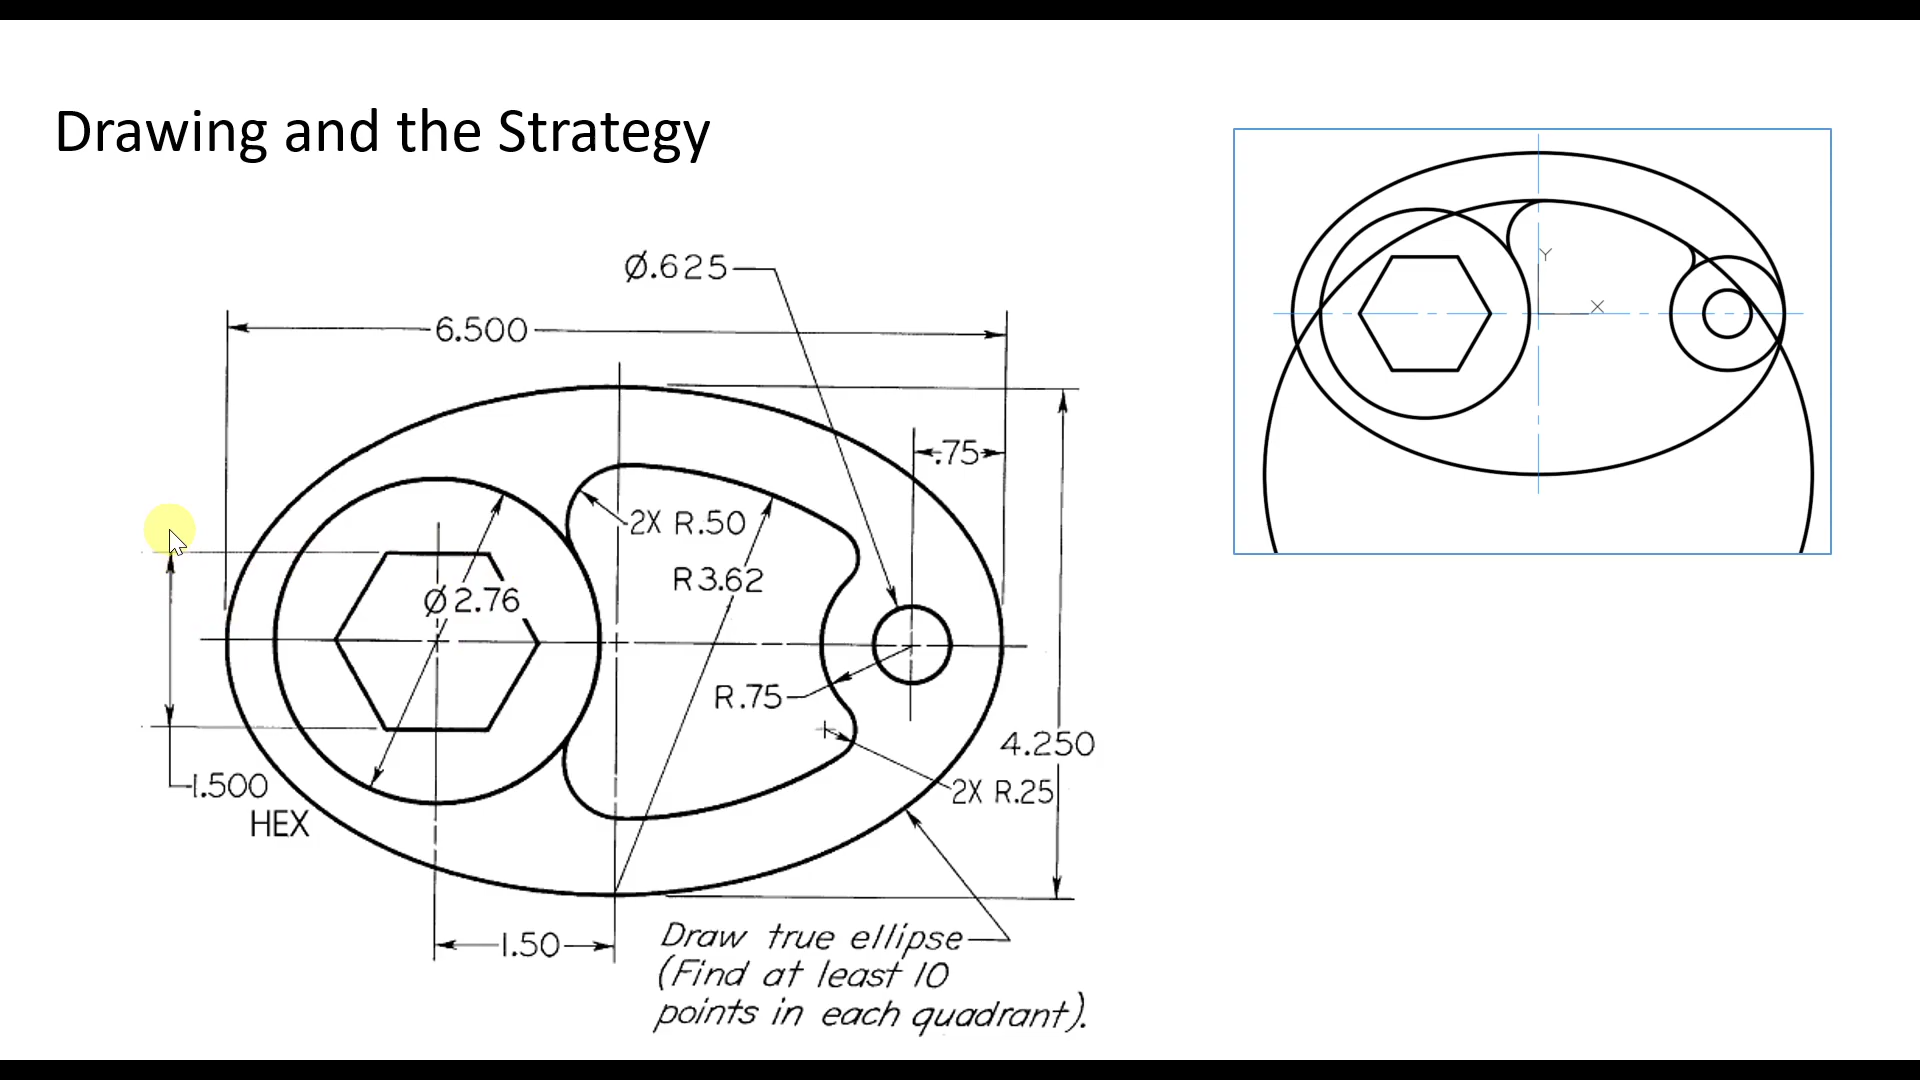 Drawing and the Strategy
Ø.625
6.500
.75
2X R.50
R3.62
Ø2.76
R.75
4.250
1.500
HEX
2X R.25
1.50
Draw true ellipse
(Find at least 10
points in each quadrant).
Y
X